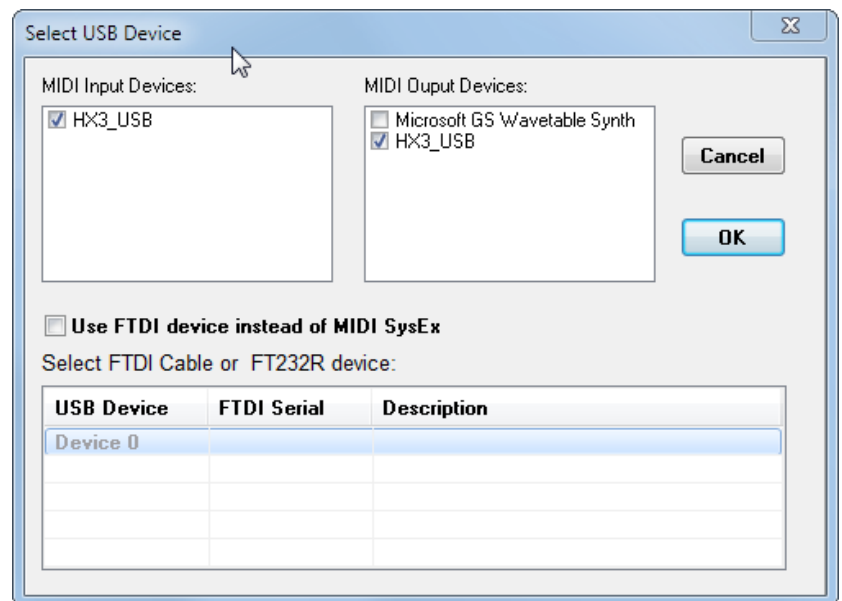 Select USB Device
MIDI Input Devices:
HX3_USB
MIDI Ouput Devices:
Microsoft GS Wavetable Synth
HX3_USB
Cancel
OK
Use FTDI device instead of MIDI SysEx
Select FTDI Cable or FT232R device:
USB Device FTDI Serial Description
Device 0